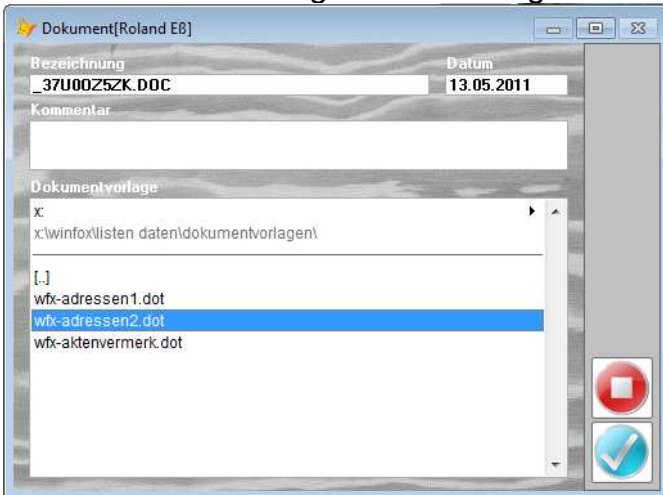 Dokument[Roland Eß]
Bezeichnung Datum
_37U00Z5ZK.DOC 13.05.2011
Kommentar
Dokumentvorlage
x:
x:\winfox\listen daten\dokumentvorlagen\
[..]
wfx-adressen1.dot
wfx-adressen2.dot
wfx-aktenvermerk.dot